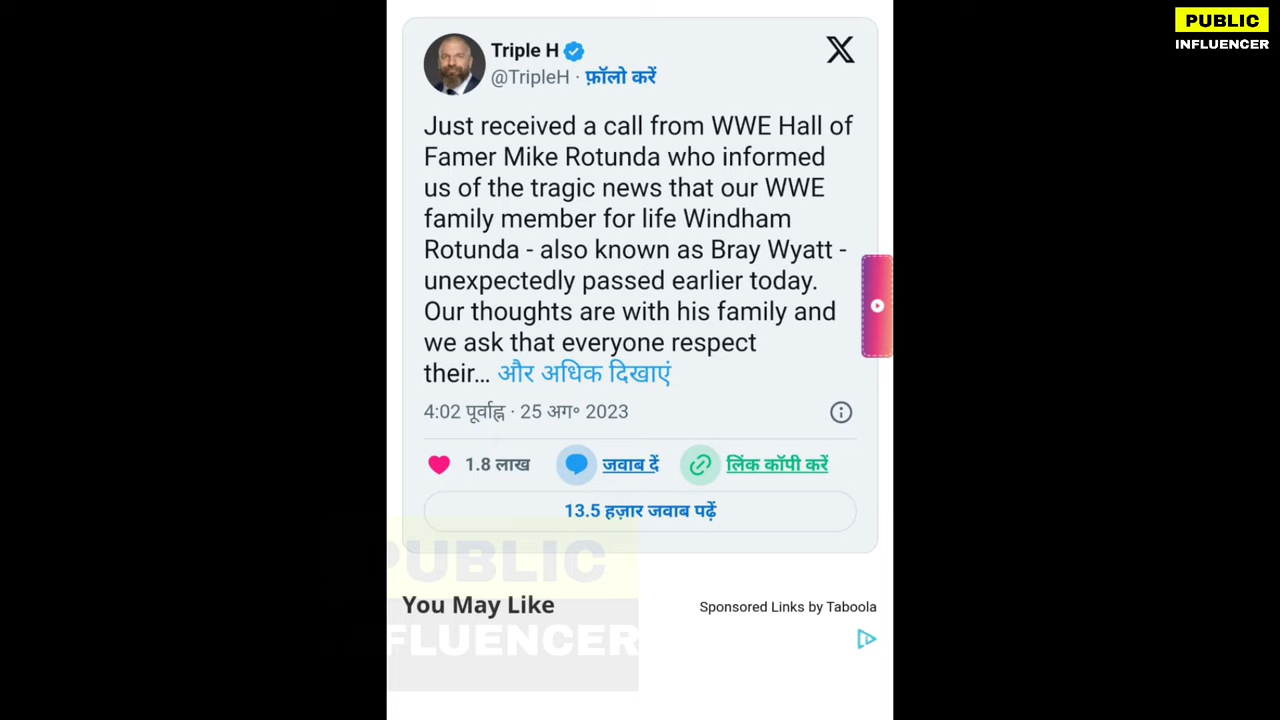 PUBLIC
INFLUENCER
Triple H
@TripleH · फ़ॉलो करें
Just received a call from WWE Hall of
Famer Mike Rotunda who informed
us of the tragic news that our WWE
family member for life Windham
Rotunda - also known as Bray Wyatt -
unexpectedly passed earlier today.
Our thoughts are with his family and
we ask that everyone respect
their... और अधिक दिखाएं
4:02 पूर्वाह्न · 25 अग॰ 2023
1.8 लाख जवाब दें लिंक कॉपी करें
13.5 हज़ार जवाब पढ़ें
PUBLIC
You May Like Sponsored Links by Taboola
FLUENCER